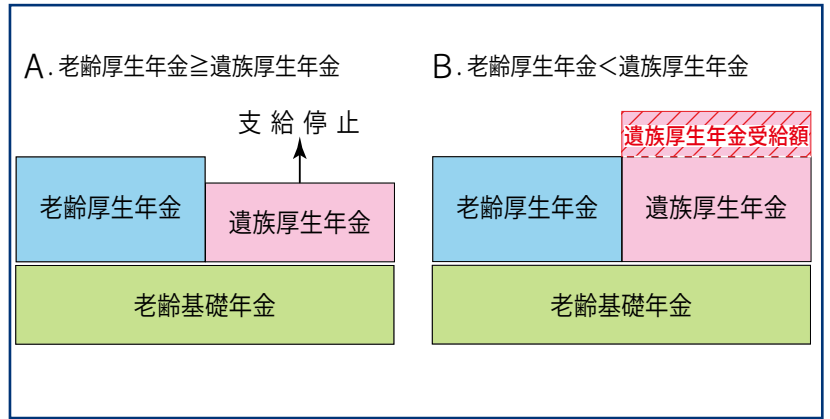 A. 老齢厚生年金≧遺族厚生年金
支給停止
老齢厚生年金
遺族厚生年金
老齢基礎年金
B. 老齢厚生年金＜遺族厚生年金
遺族厚生年金受給額
老齢厚生年金
遺族厚生年金
老齢基礎年金